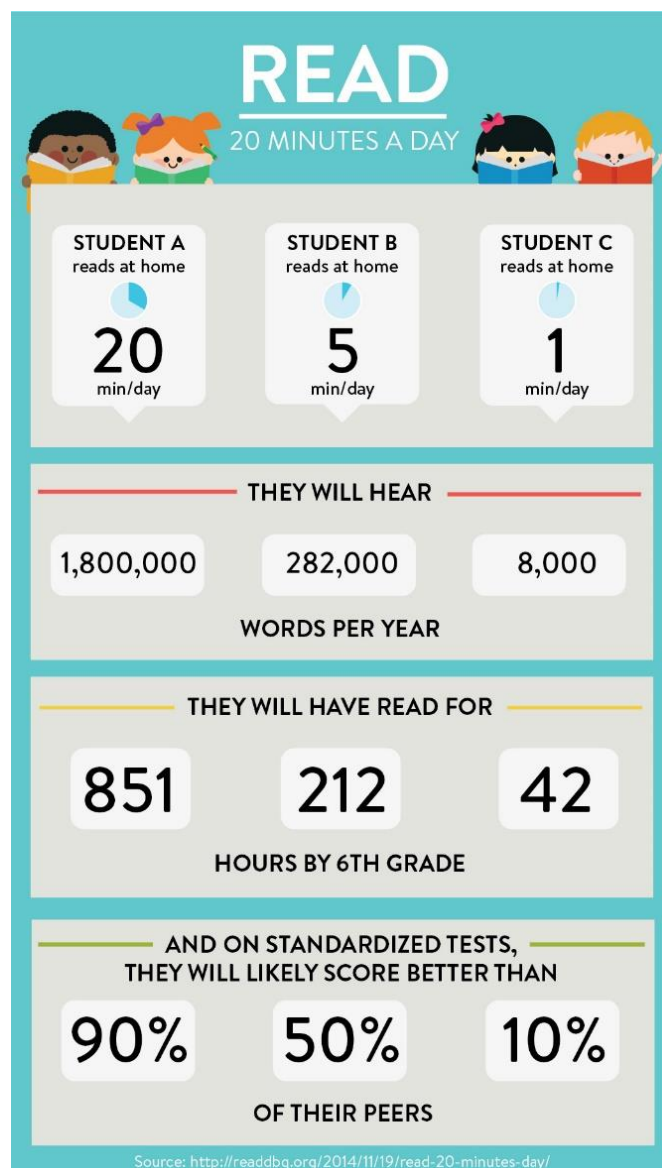 READ
20 MINUTES A DAY
STUDENT A
reads at home
20
min/day
STUDENT B
reads at home
5
min/day
STUDENT C
reads at home
1
min/day
THEY WILL HEAR
1,800,000 282,000 8,000
WORDS PER YEAR
THEY WILL HAVE READ FOR
851 212 42
HOURS BY 6TH GRADE
AND ON STANDARDIZED TESTS,
THEY WILL LIKELY SCORE BETTER THAN
90% 50% 10%
OF THEIR PEERS
Source: http://readdbq.org/2014/11/19/read-20-minutes-day/